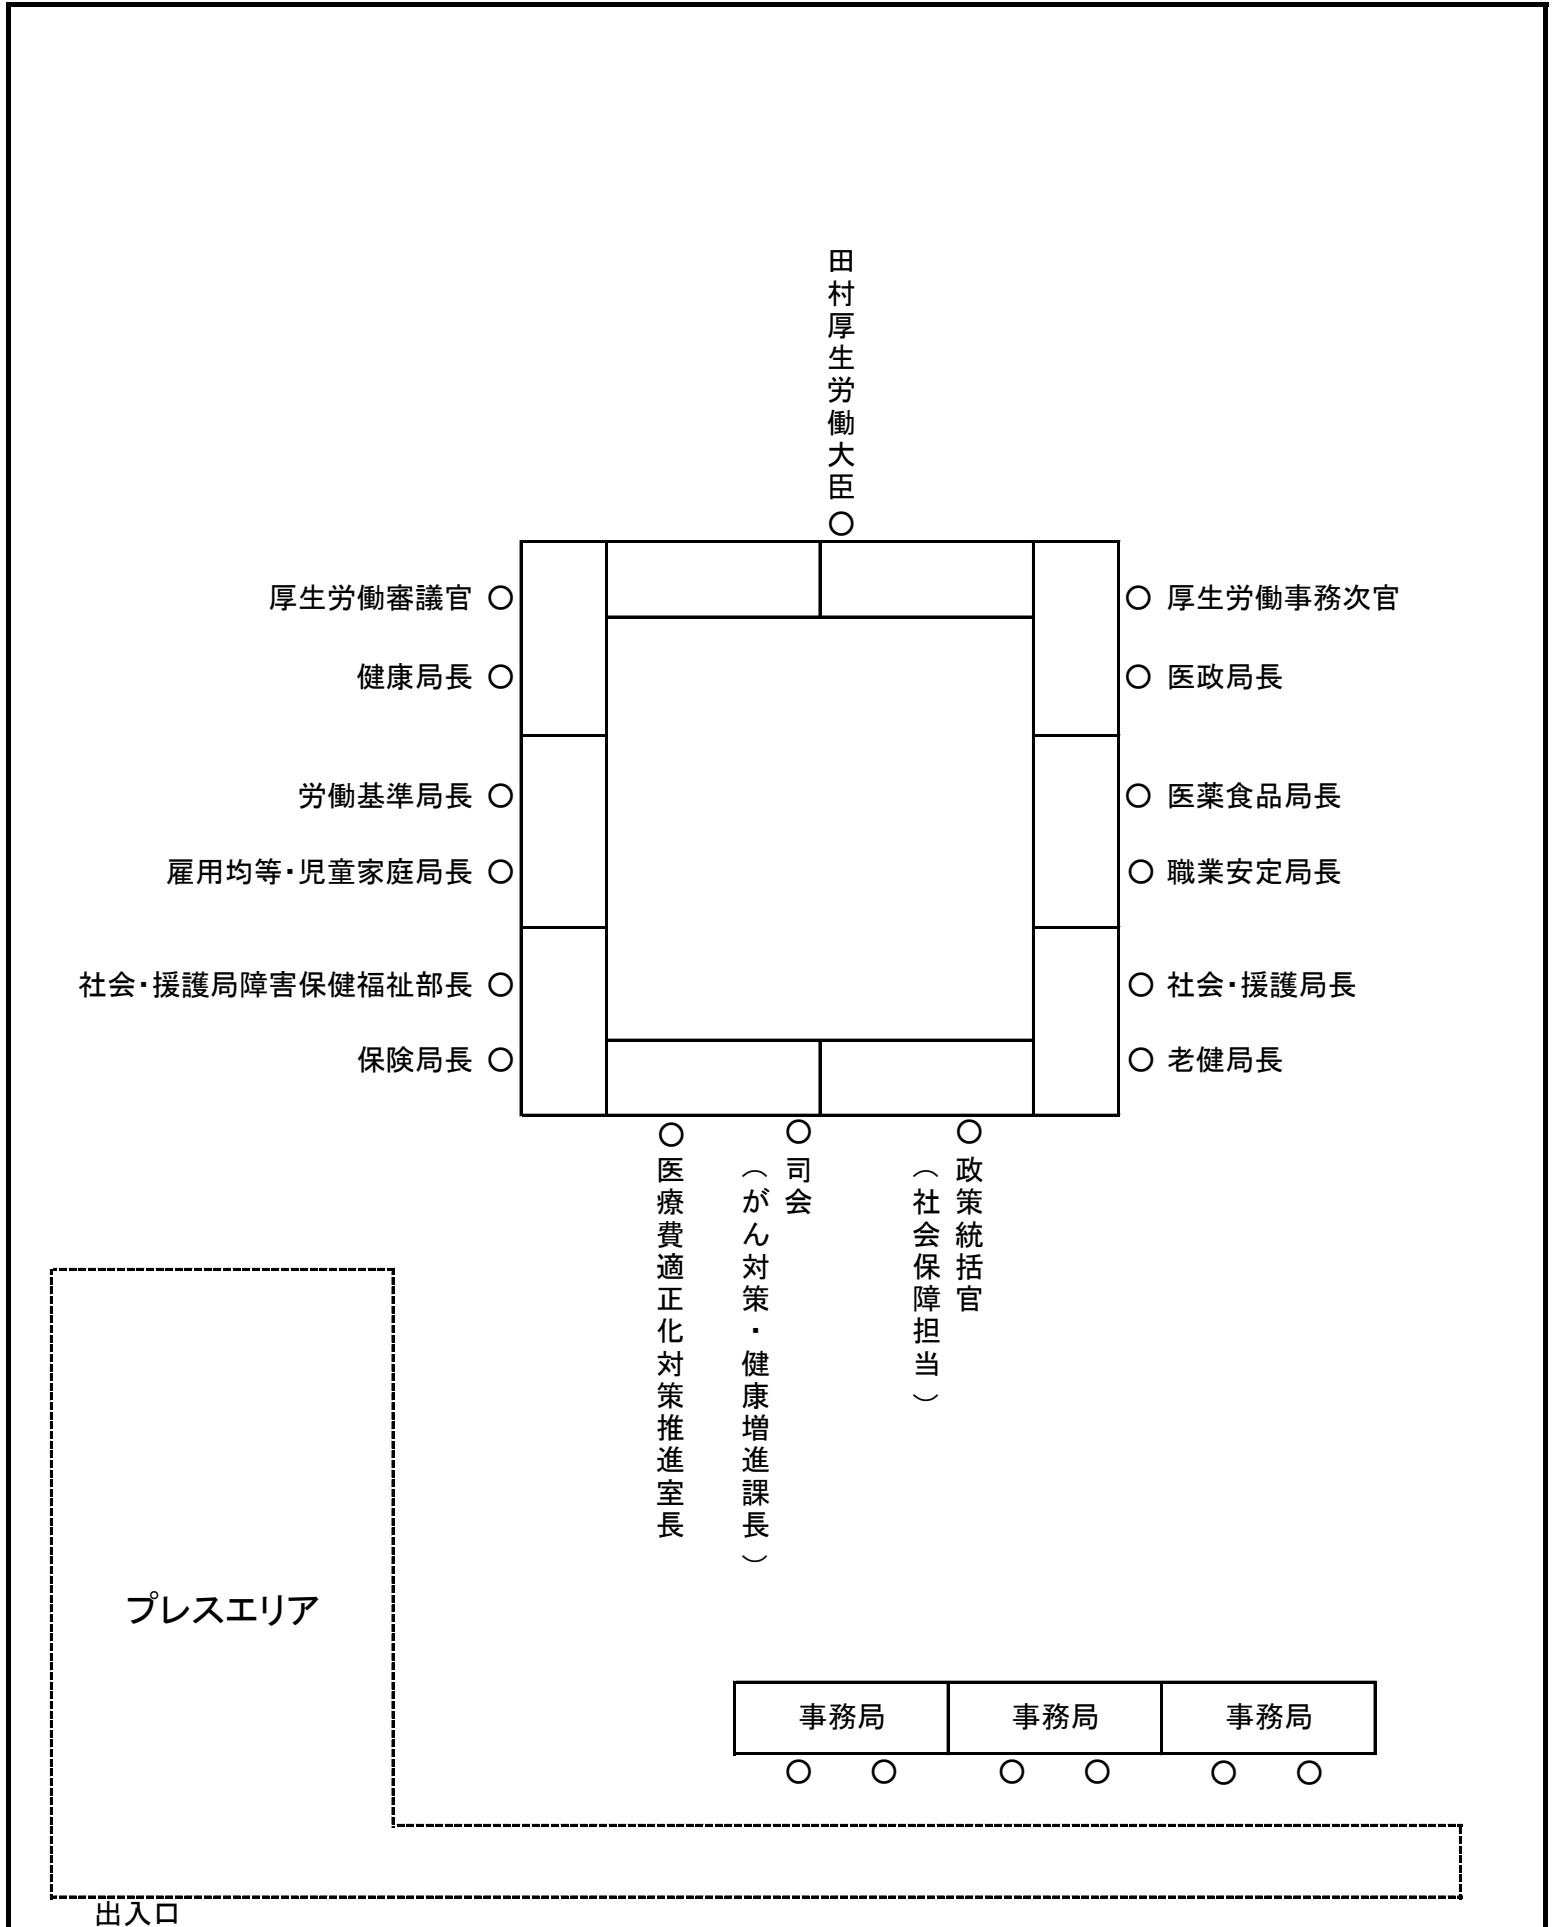 田村厚生労働大臣
厚生労働審議官
厚生労働事務次官
健康局長
医政局長
労働基準局長
医薬食品局長
雇用均等・児童家庭局長
職業安定局長
社会・援護局障害保健福祉部長
社会・援護局長
保険局長
老健局長
政策統括官
（社会保障担当）
司会
（がん対策・健康増進課長）
医療費適正化対策推進室長
プレスエリア
事務局
事務局
事務局
出入口